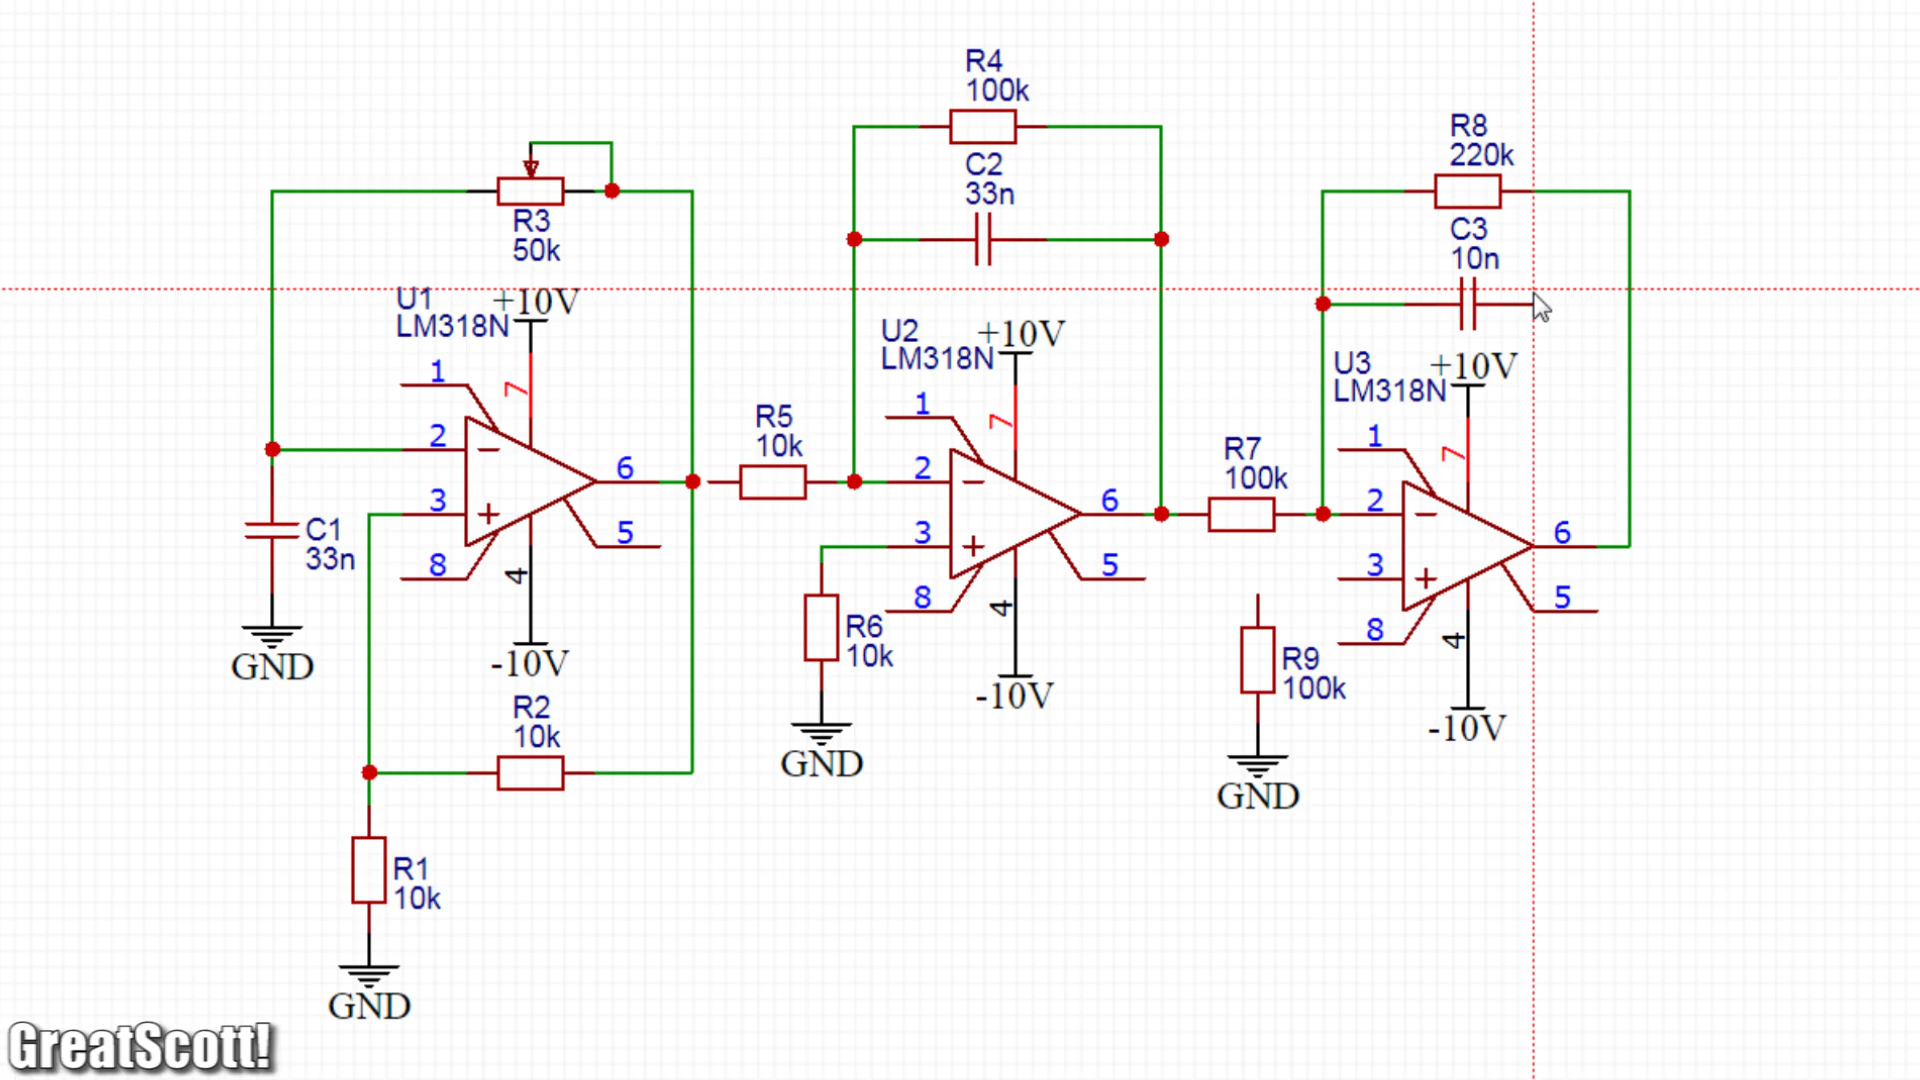 R4
100k
C2
33n
R8
220k
C3
10n
R3
50k
U1
LM318N
+10V
1
7
2
3
8
6
5
4
-10V
C1
33n
GND
R2
10k
R1
10k
GND
R5
10k
U2
LM318N
+10V
1
7
2
3
8
6
5
4
-10V
R6
10k
GND
R7
100k
U3
LM318N
+10V
1
7
2
3
8
6
5
4
-10V
R9
100k
GND
GreatScott!